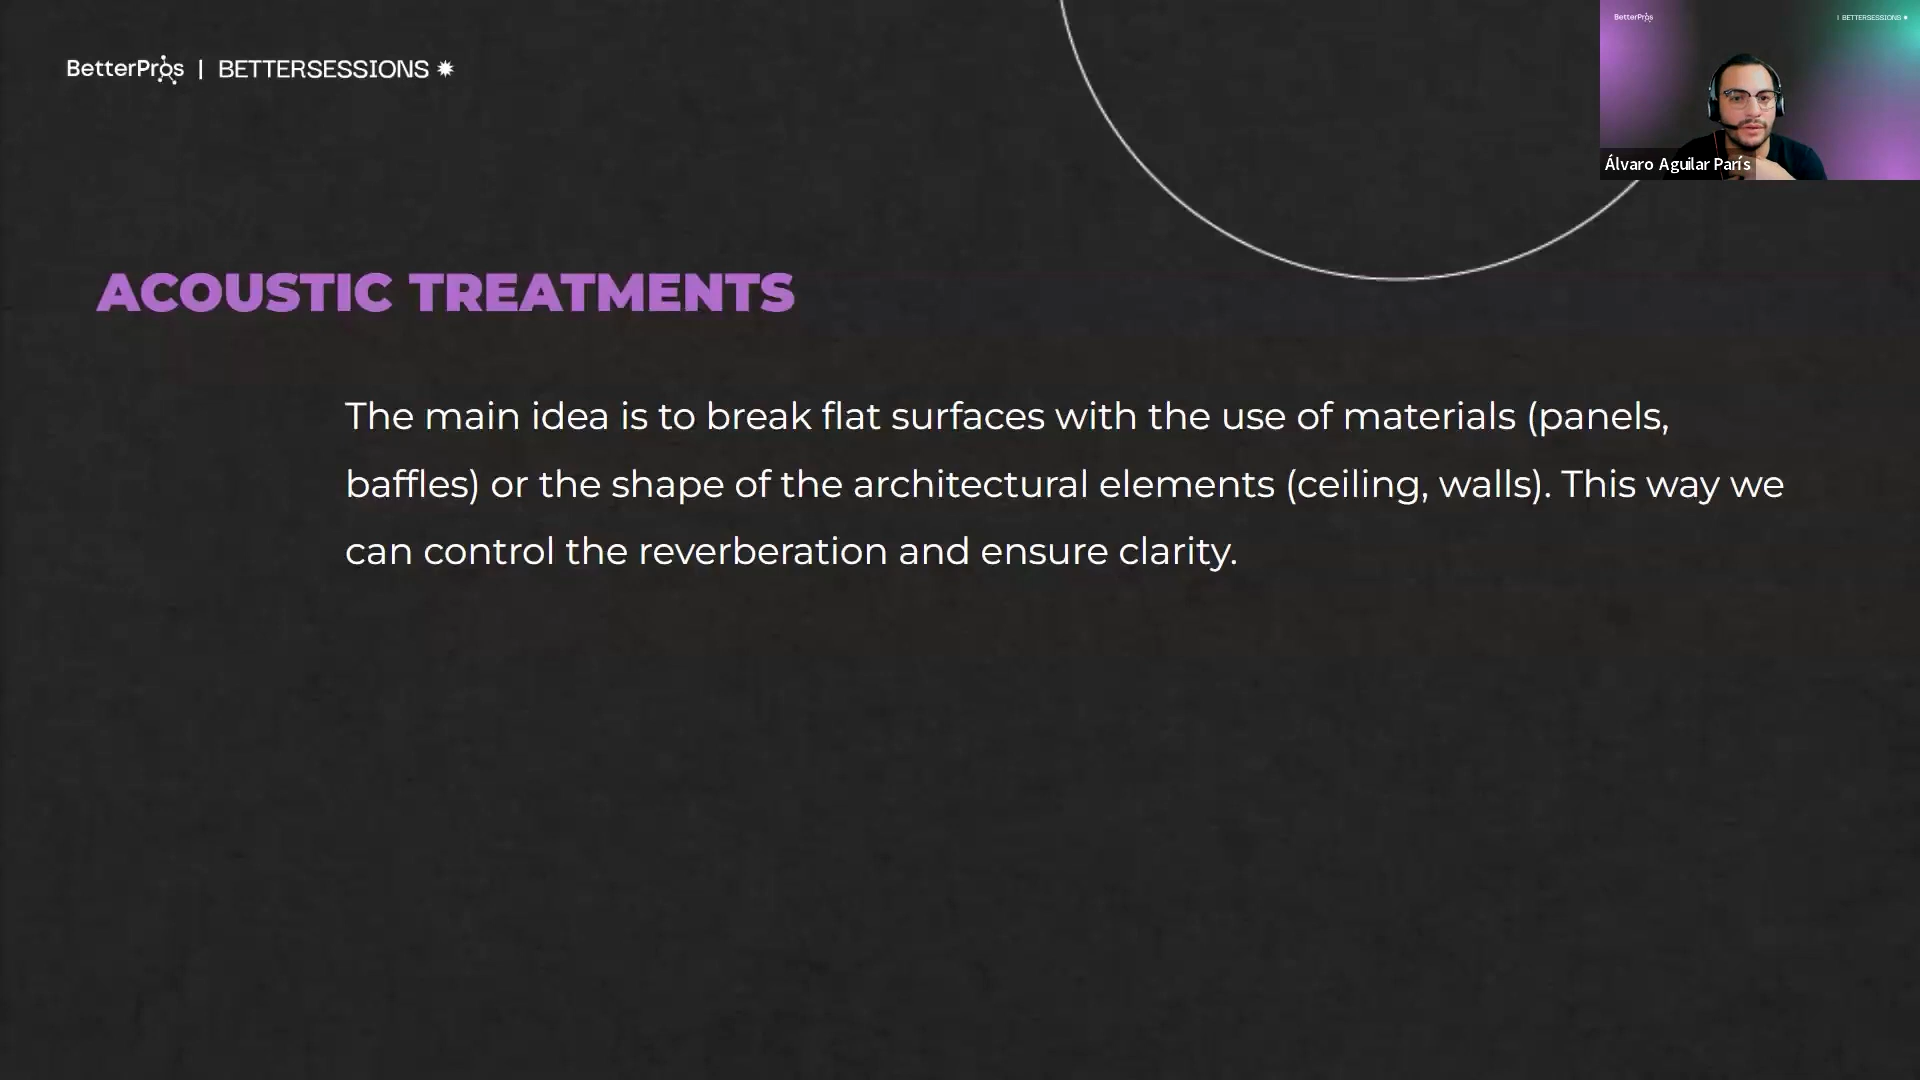 BetterPros | BETTERSESSIONS
BetterPros | BETTERSESSIONS
Álvaro Aguilar París
ACOUSTIC TREATMENTS
The main idea is to break flat surfaces with the use of materials (panels,
baffles) or the shape of the architectural elements (ceiling, walls). This way we
can control the reverberation and ensure clarity.